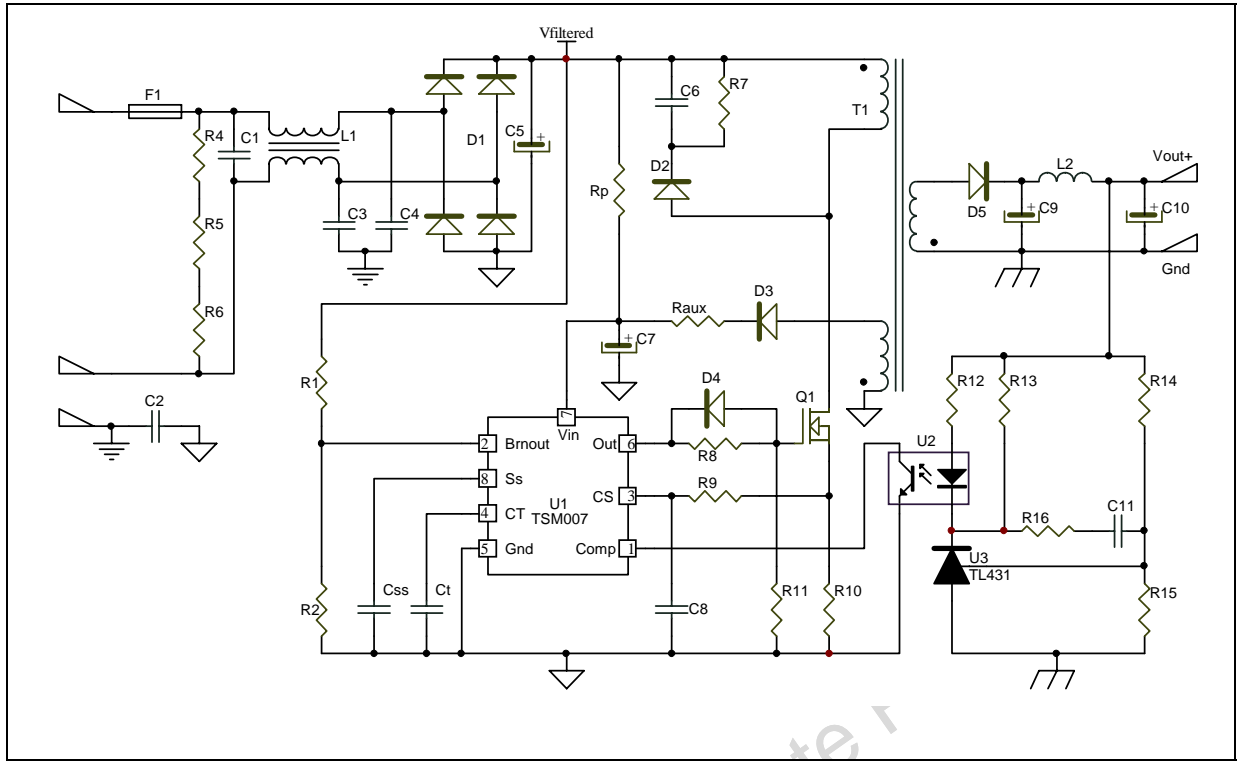 Vfiltered
F1
R4
C1
L1
D1
C5
+
C6
R7
T1
D2
Rp
R5
C3
C4
R6
L2
Vout+
D5
+
C9
+
C10
Gnd
Raux
D3
+
C7
R1
C2
D4
Q1
R12
R13
R14
7
Vin
2
Brnout
Out
6
R8
U2
8
Ss
CS
3
R9
U1
TSM007
4
CT
5
Gnd
Comp
1
R16
C11
U3
TL431
R2
Css
Ct
C8
R11
R10
R15
te r